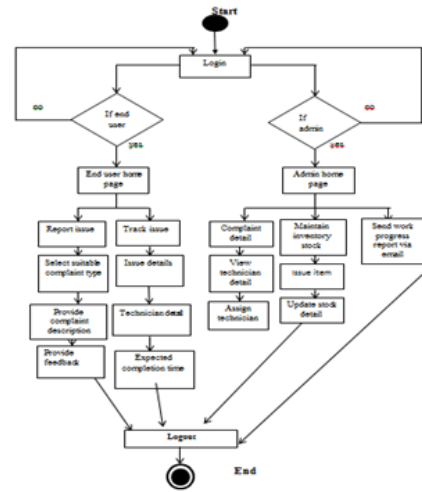 Start
Login
no
no
If end
user
If
admin
yes
yes
End user home
page
Admin home
page
Report issue
Track issue
Complaint
detail
Maintain
inventory
stock
Send work
progress
report via
email
Select suitable
complaint type
Issue details
View
technician
detail
Issue item
Provide
complaint
description
Technician detail
Assign
technician
Update stock
detail
Provide
feedback
Expected
completion time
Logout
End